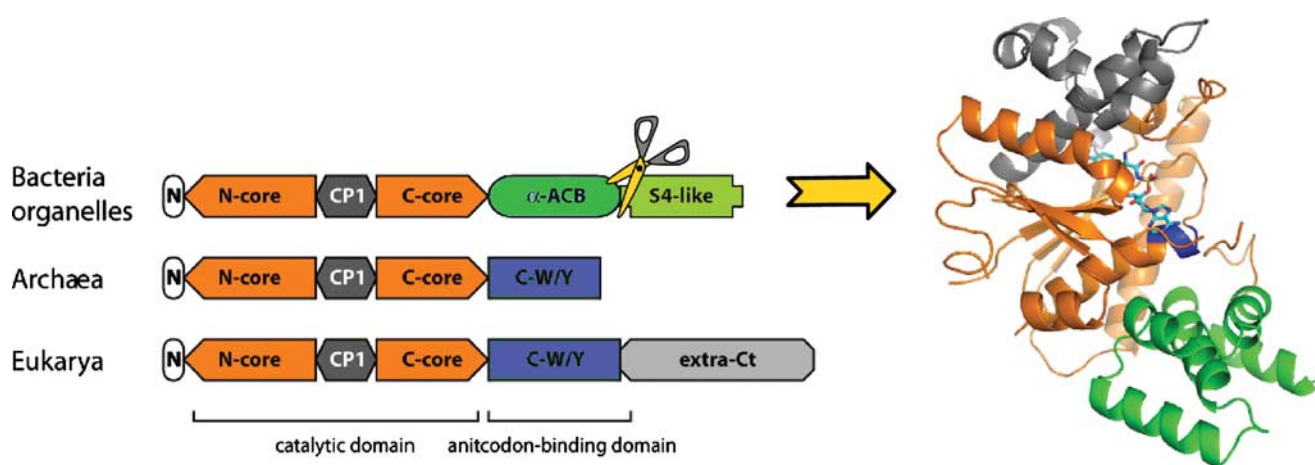 Bacteria
organelles
N N-core CP1 C-core α-ACB S4-like
Archæa
N N-core CP1 C-core C-W/Y
Eukarya
N N-core CP1 C-core C-W/Y extra-Ct
catalytic domain anitcodon-binding domain